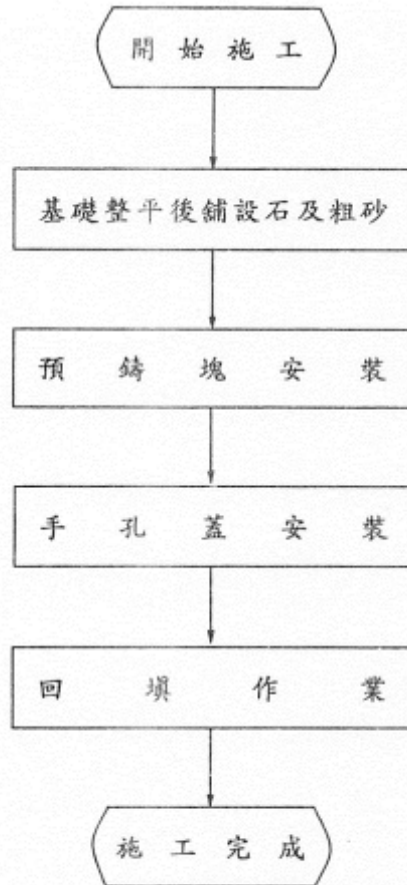 開始施工
基礎整平後舖設石及粗砂
預鑄塊安裝
手孔蓋安裝
回填作業
施工完成